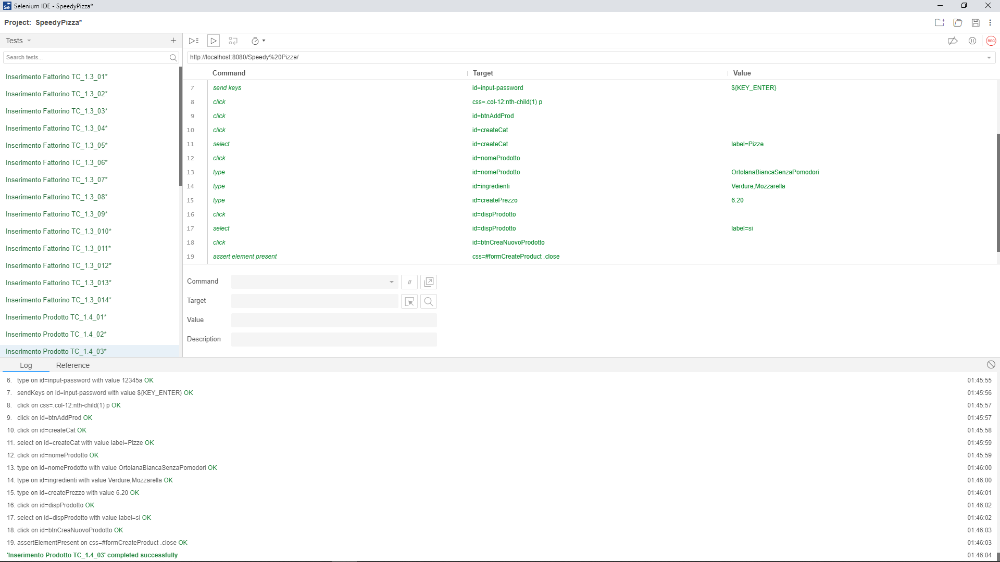 Selenium IDE - SpeedyPizza*
Project: SpeedyPizza*
Tests
Search tests...
Inserimento Fattorino TC_1.3_01*
Inserimento Fattorino TC_1.3_02*
Inserimento Fattorino TC_1.3_03*
Inserimento Fattorino TC_1.3_04*
Inserimento Fattorino TC_1.3_05*
Inserimento Fattorino TC_1.3_06*
Inserimento Fattorino TC_1.3_07*
Inserimento Fattorino TC_1.3_08*
Inserimento Fattorino TC_1.3_09*
Inserimento Fattorino TC_1.3_010*
Inserimento Fattorino TC_1.3_011*
Inserimento Fattorino TC_1.3_012*
Inserimento Fattorino TC_1.3_013*
Inserimento Fattorino TC_1.3_014*
Inserimento Prodotto TC_1.4_01*
Inserimento Prodotto TC_1.4_02*
Inserimento Prodotto TC_1.4_03*
REC
http://localhost:8080/Speedy%20Pizza/
Command Target Value
7 send keys id=input-password ${KEY_ENTER}
8 click css=.col-12:nth-child(1) p
9 click id=btnAddProd
10 click id=createCat
11 select id=createCat label=Pizze
12 click id=nomeProdotto
13 type id=nomeProdotto OrtolanaBiancaSenzaPomodori
14 type id=ingredienti Verdure,Mozzarella
15 type id=createPrezzo 6.20
16 click id=dispProdotto
17 select id=dispProdotto label=si
18 click id=btnCreaNuovoProdotto
19 assert element present css=#formCreateProduct .close
Command //
Target
Value
Description
Log Reference
6. type on id=input-password with value 12345a OK 01:45:55
7. sendKeys on id=input-password with value ${KEY_ENTER} OK 01:45:56
8. click on css=.col-12:nth-child(1) p OK 01:45:57
9. click on id=btnAddProd OK 01:45:57
10. click on id=createCat OK 01:45:58
11. select on id=createCat with value label=Pizze OK 01:45:59
12. click on id=nomeProdotto OK 01:45:59
13. type on id=nomeProdotto with value OrtolanaBiancaSenzaPomodori OK 01:46:00
14. type on id=ingredienti with value Verdure,Mozzarella OK 01:46:00
15. type on id=createPrezzo with value 6.20 OK 01:46:01
16. click on id=dispProdotto OK 01:46:02
17. select on id=dispProdotto with value label=si OK 01:46:02
18. click on id=btnCreaNuovoProdotto OK 01:46:03
19. assertElementPresent on css=#formCreateProduct .close OK 01:46:03
'Inserimento Prodotto TC_1.4_03' completed successfully 01:46:04